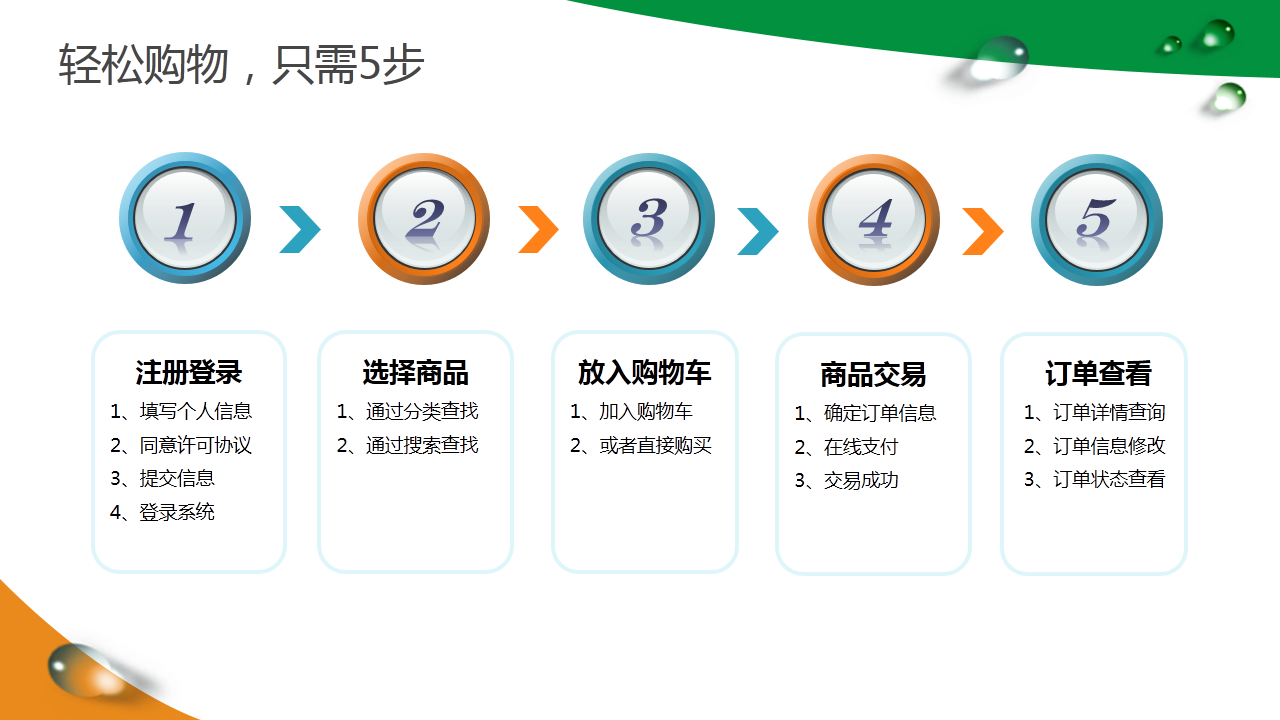 轻松购物，只需5步
1
2
3
4
5
注册登录
1、填写个人信息
2、同意许可协议
3、提交信息
4、登录系统
选择商品
1、通过分类查找
2、通过搜索查找
放入购物车
1、加入购物车
2、或者直接购买
商品交易
1、确定订单信息
2、在线支付
3、交易成功
订单查看
1、订单详情查询
2、订单信息修改
3、订单状态查看